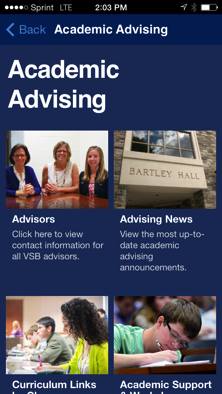 Sprint LTE 2:03 PM
Back Academic Advising
Academic
Advising
BARTLEY HALL
Advisors
Click here to view
contact information for
all VSB advisors.
Advising News
View the most up-to-
date academic
advising
announcements.
Curriculum Links
Academic Support